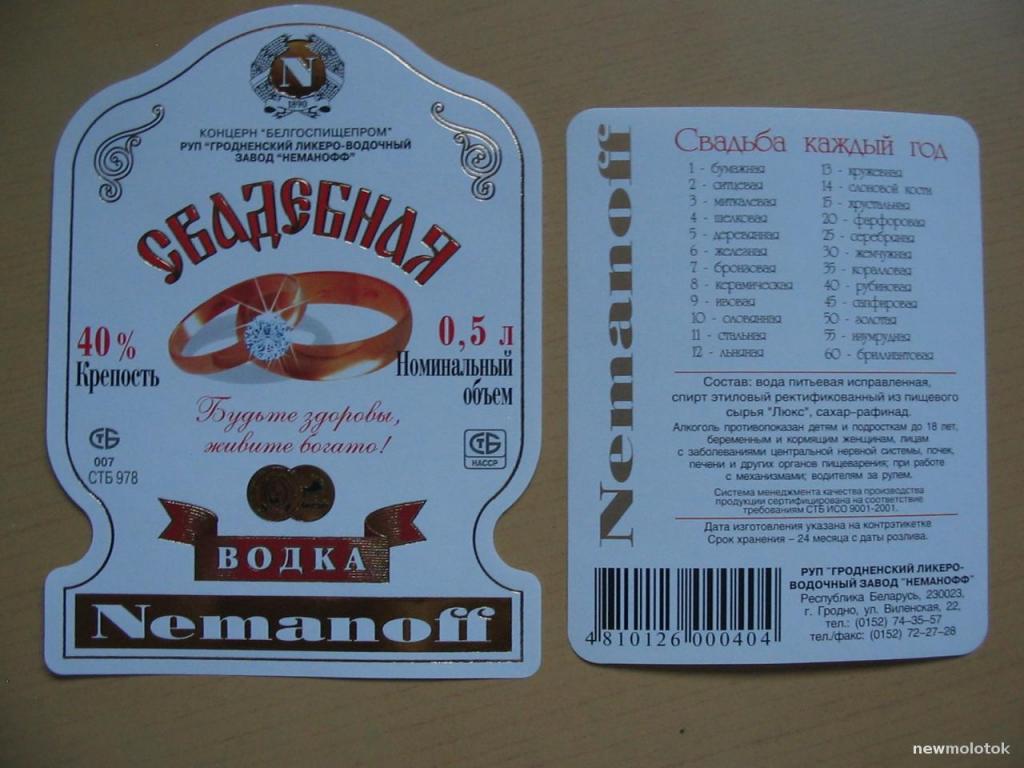 N
1890
КОНЦЕРН "БЕЛГОСПИЩЕПРОМ"
РУП "ГРОДНЕНСКИЙ ЛИКЕРО-ВОДОЧНЫЙ
ЗАВОД "НЕМАНОФФ"
СВАДЕБНАЯ
40 %
Крепость
0,5 л
Номинальный
объем
Будьте здоровы,
живите богато!
СТБ
007
СТБ 978
СТБ
НАССР
ВОДКА
Nemanoff
Nemanoff
Свадьба каждый год
1 - бумажная
2 - ситцевая
3 - миткалевая
4 - шелковая
5 - деревянная
6 - железная
7 - бронзовая
8 - керамическая
9 - ивовая
10 - оловянная
11 - стальная
12 - льняная
13 - кружевная
14 - слоновой кости
15 - хрустальная
20 - фарфоровая
25 - серебряная
30 - жемчужная
35 - коралловая
40 - рубиновая
45 - сапфировая
50 - золотая
55 - изумрудная
60 - бриллиантовая
Состав: вода питьевая исправленная,
спирт этиловый ректификованный из пищевого
сырья "Люкс", сахар-рафинад.
Алкоголь противопоказан детям и подросткам до 18 лет,
беременным и кормящим женщинам, лицам
с заболеваниями центральной нервной системы, почек,
печени и других органов пищеварения; при работе
с механизмами; водителям за рулем.
Система менеджмента качества производства
продукции сертифицирована на соответствие
требованиям СТБ ИСО 9001-2001.
Дата изготовления указана на контрэтикетке
Срок хранения – 24 месяца с даты розлива.
4 810126 000404
РУП "ГРОДНЕНСКИЙ ЛИКЕРО-
ВОДОЧНЫЙ ЗАВОД "НЕМАНОФФ"
Республика Беларусь, 230023,
г. Гродно, ул. Виленская, 22,
тел.: (0152) 74-35-57
тел./факс: (0152) 72-27-28
newmolotok